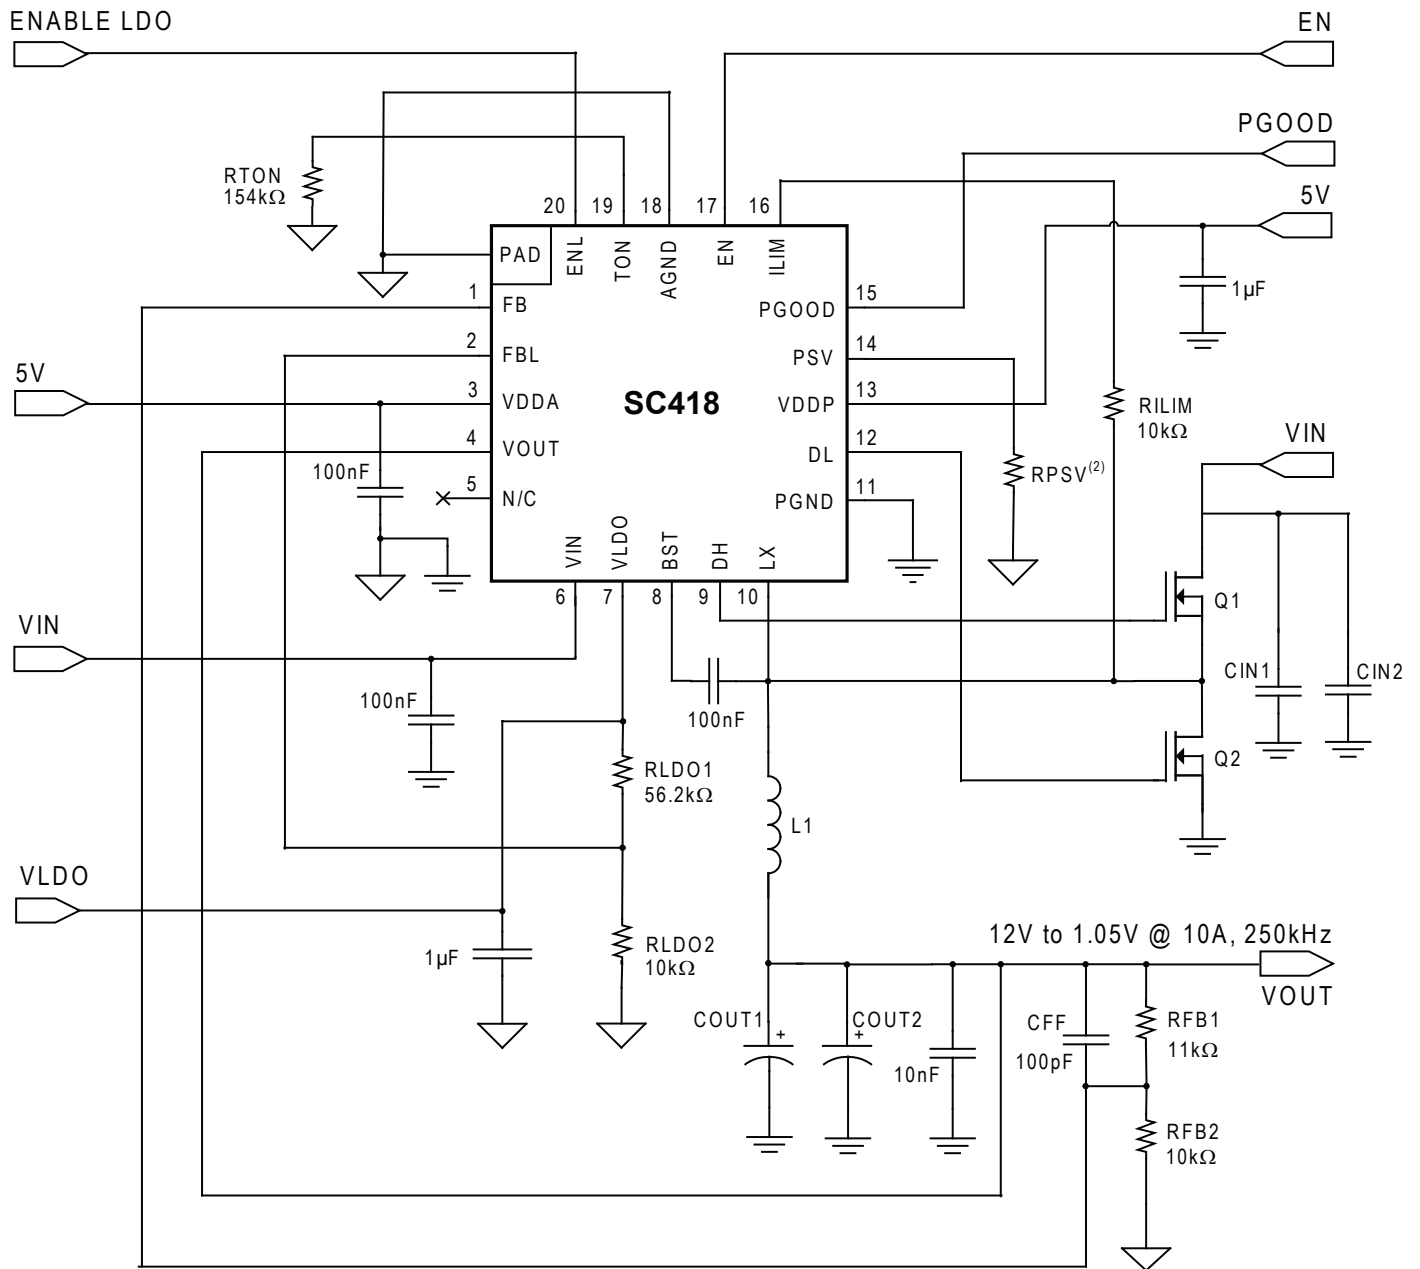 ENABLE LDO
EN
PGOOD
5V
1µF
RTON
154kΩ
20
19
18
17
16
PAD
ENL
TON
AGND
EN
ILIM
1
FB
2
FBL
3
VDDA
4
VOUT
5
N/C
SC418
15
PGOOD
14
PSV
13
VDDP
12
DL
11
PGND
VIN
VLDO
BST
DH
LX
6
7
8
9
10
5V
100nF
RILIM
10kΩ
RPSV(2)
VIN
Q1
CIN1
CIN2
Q2
VIN
100nF
100nF
RLDO1
56.2kΩ
L1
VLDO
1µF
RLDO2
10kΩ
12V to 1.05V @ 10A, 250kHz
VOUT
COUT1
+
COUT2
+
10nF
CFF
100pF
RFB1
11kΩ
RFB2
10kΩ